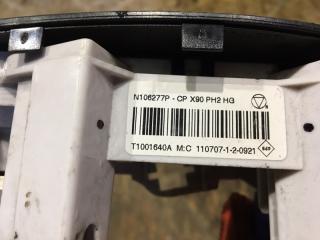 N106277P - CP X90 PH2 HG
T1001640A M:C 110707-1-2-0921